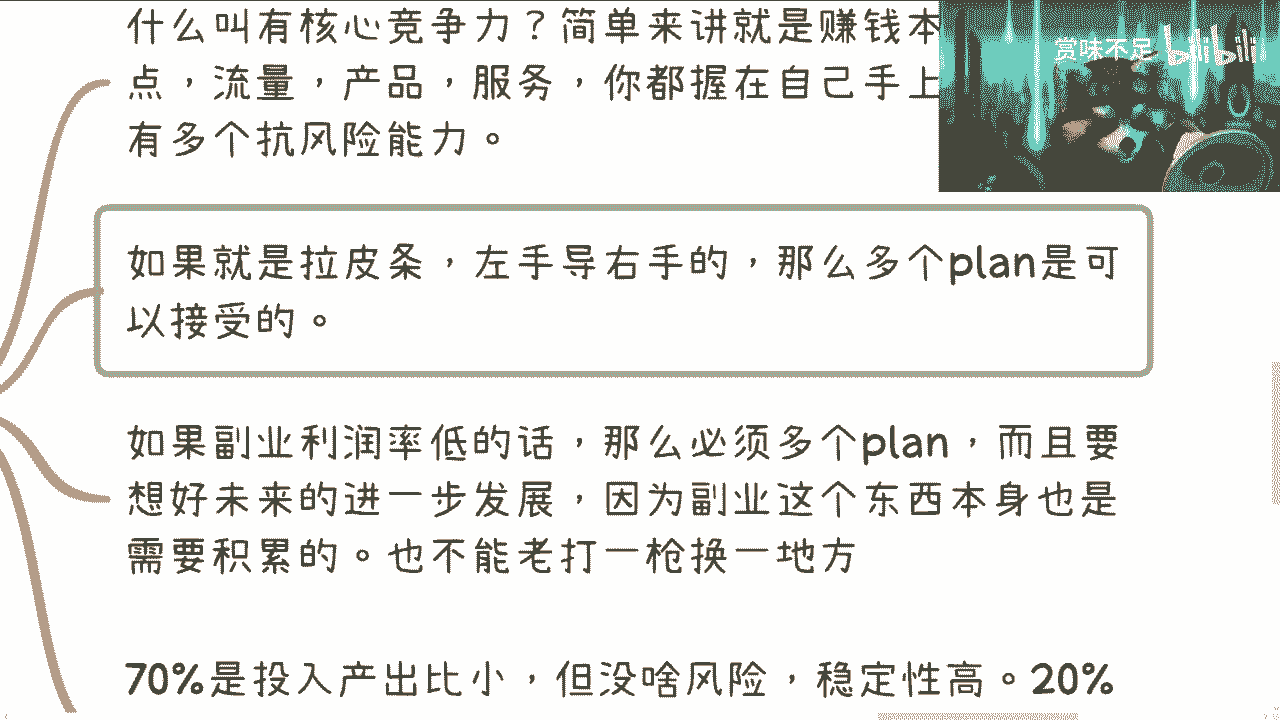 什么叫有核心竞争力？简单来讲就是赚钱本
点，流量，产品，服务，你都握在自己手上
有多个抗风险能力。
赏味不足 bilibili
如果就是拉皮条，左手导右手的，那么多个plan是可
以接受的。
如果副业利润率低的话，那么必须多个plan，而且要
想好未来的进一步发展，因为副业这个东西本身也是
需要积累的。也不能老打一枪换一地方
70%是投入产出比小，但没啥风险，稳定性高。20%